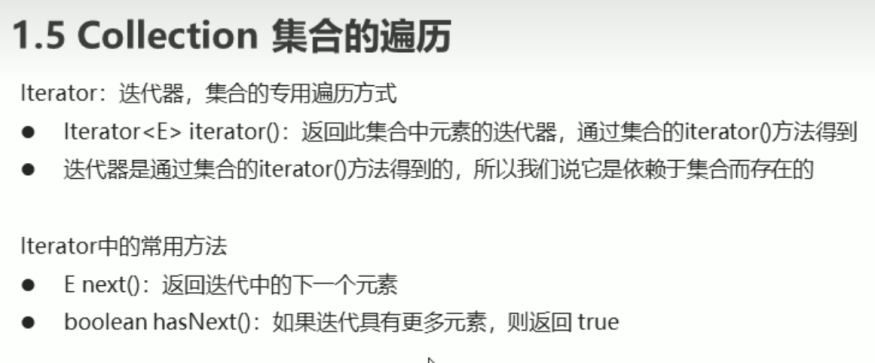 1.5 Collection 集合的遍历
Iterator：迭代器，集合的专用遍历方式
● Iterator<E> iterator()：返回此集合中元素的迭代器，通过集合的iterator()方法得到
● 迭代器是通过集合的iterator()方法得到的，所以我们说它是依赖于集合而存在的
Iterator中的常用方法
● E next()：返回迭代中的下一个元素
● boolean hasNext()：如果迭代具有更多元素，则返回 true